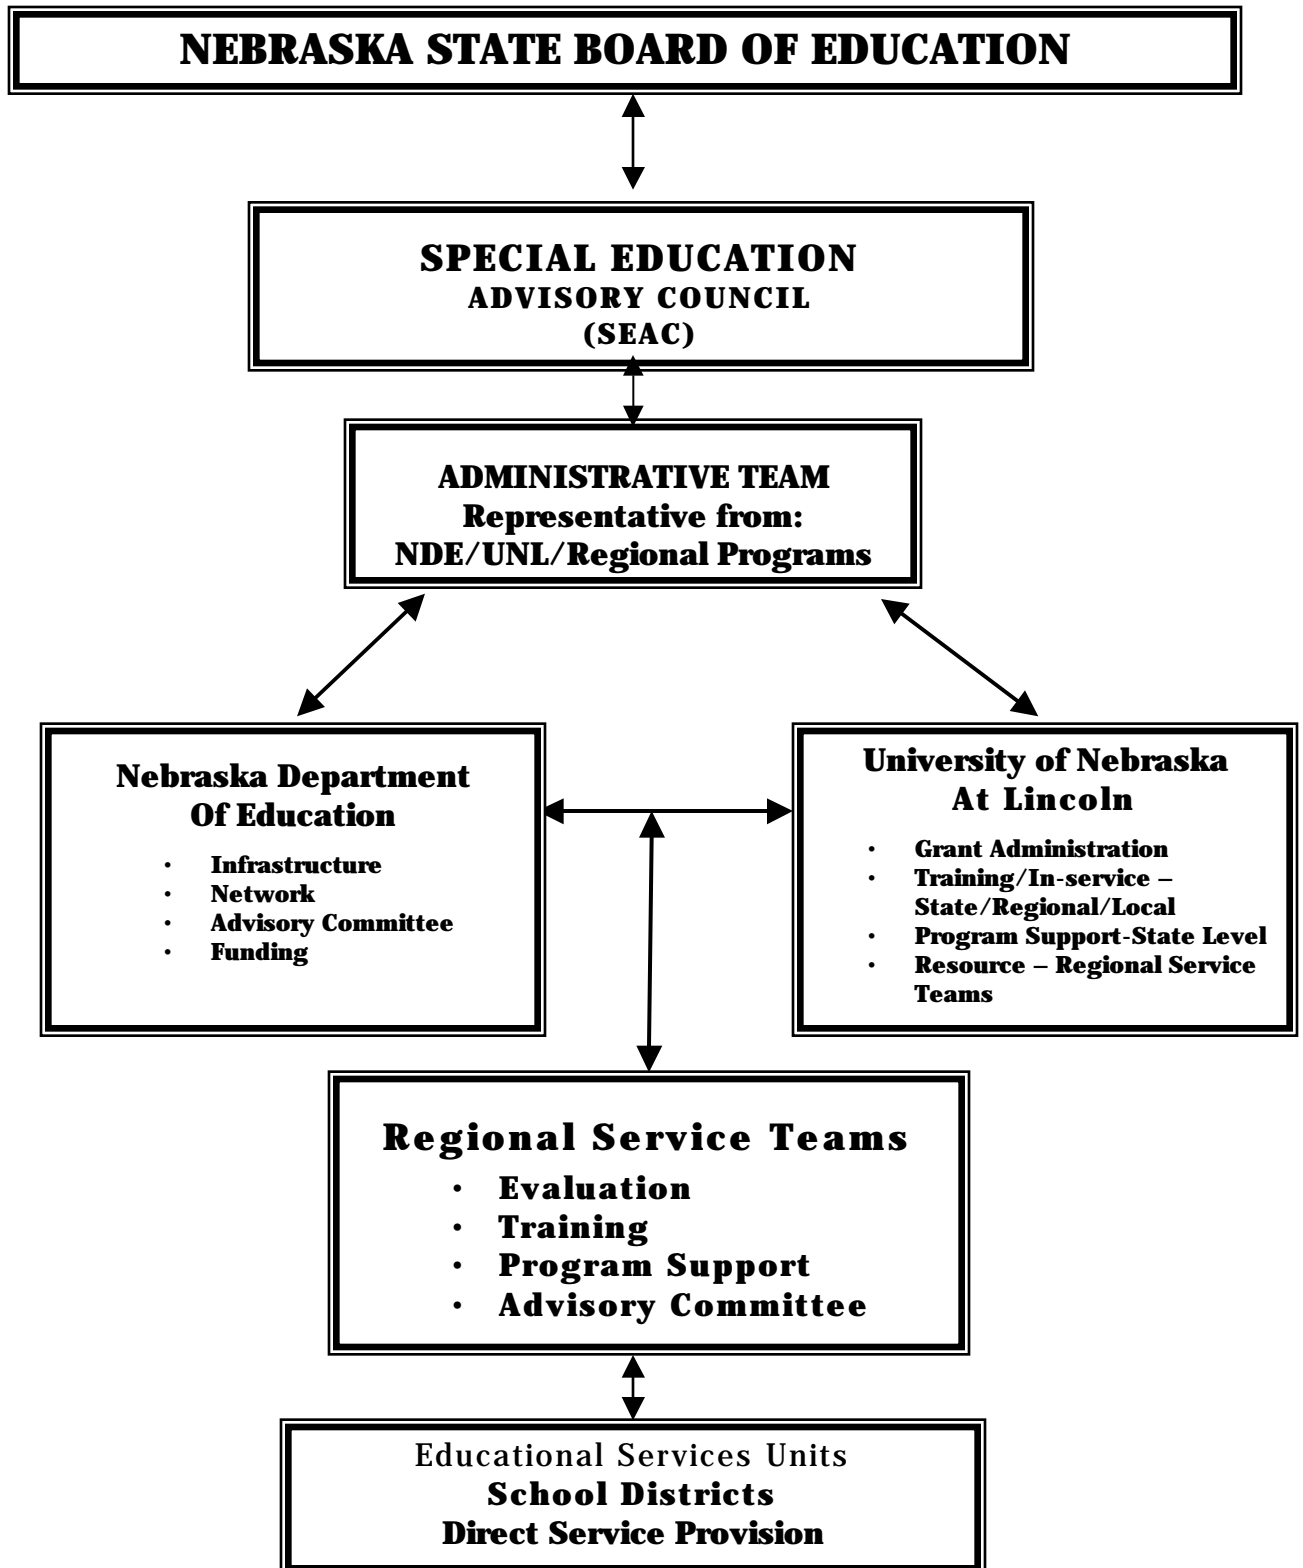 NEBRASKA STATE BOARD OF EDUCATION
SPECIAL EDUCATION
ADVISORY COUNCIL
(SEAC)
ADMINISTRATIVE TEAM
Representative from:
NDE/UNL/Regional Programs
Nebraska Department
Of Education
· Infrastructure
· Network
· Advisory Committee
· Funding
University of Nebraska
At Lincoln
· Grant Administration
· Training/In-service –
State/Regional/Local
· Program Support-State Level
· Resource – Regional Service
Teams
Regional Service Teams
· Evaluation
· Training
· Program Support
· Advisory Committee
Educational Services Units
School Districts
Direct Service Provision